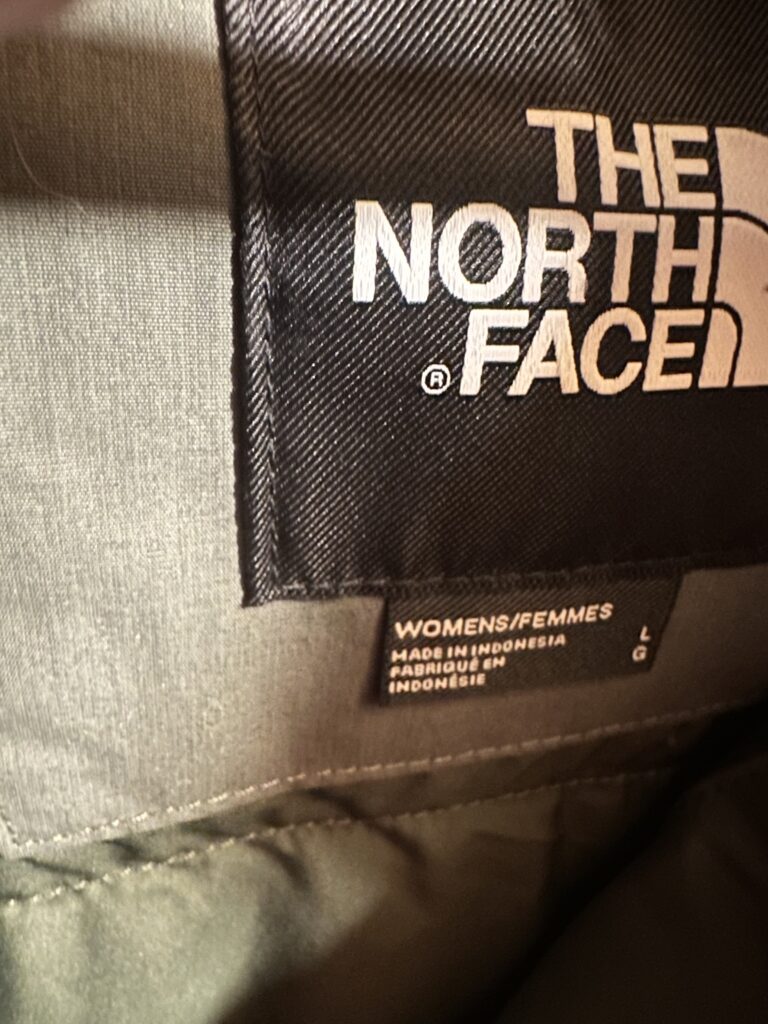 THE
NORTH
FACE
®
WOMENS/FEMMES
MADE IN INDONESIA
FABRIQUÉ EN
INDONÉSIE
L
G